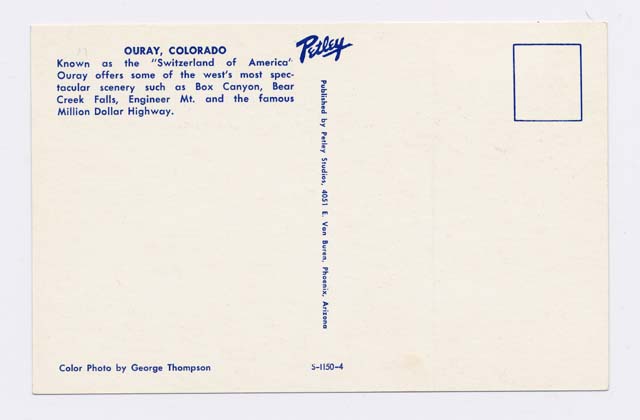 OURAY, COLORADO
Known as the "Switzerland of America"
Ouray offers some of the west's most spec-
tacular scenery such as Box Canyon, Bear
Creek Falls, Engineer Mt. and the famous
Million Dollar Highway.
Color Photo by George Thompson
Petley
Published by Petley Studios, 4051 E. Van Buren, Phoenix, Arizona
S-1150-4